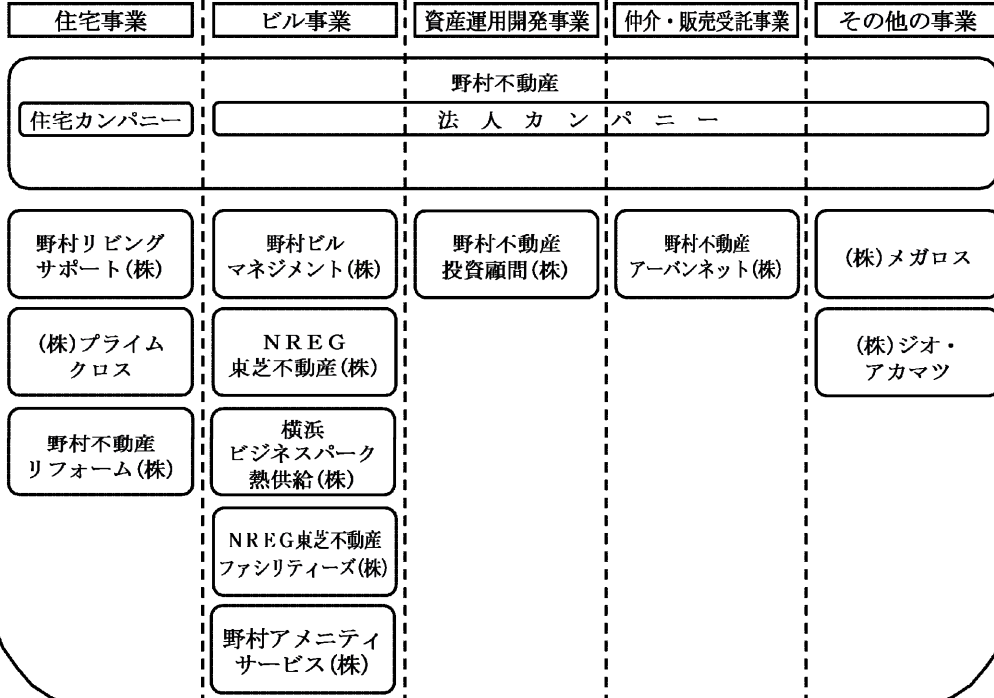 住宅事業
ビル事業
資産運用開発事業
仲介・販売受託事業
その他の事業
野村不動産
住宅カンパニー
法人カンパニー
野村リビング
サポート(株)
野村ビル
マネジメント(株)
野村不動産
投資顧問(株)
野村不動産
アーバンネット(株)
(株)メガロス
(株)プライム
クロス
NREG
東芝不動産(株)
(株)ジオ・
アカマツ
野村不動産
リフォーム(株)
横浜
ビジネスパーク
熱供給(株)
NREG東芝不動産
ファシリティーズ(株)
野村アメニティ
サービス(株)